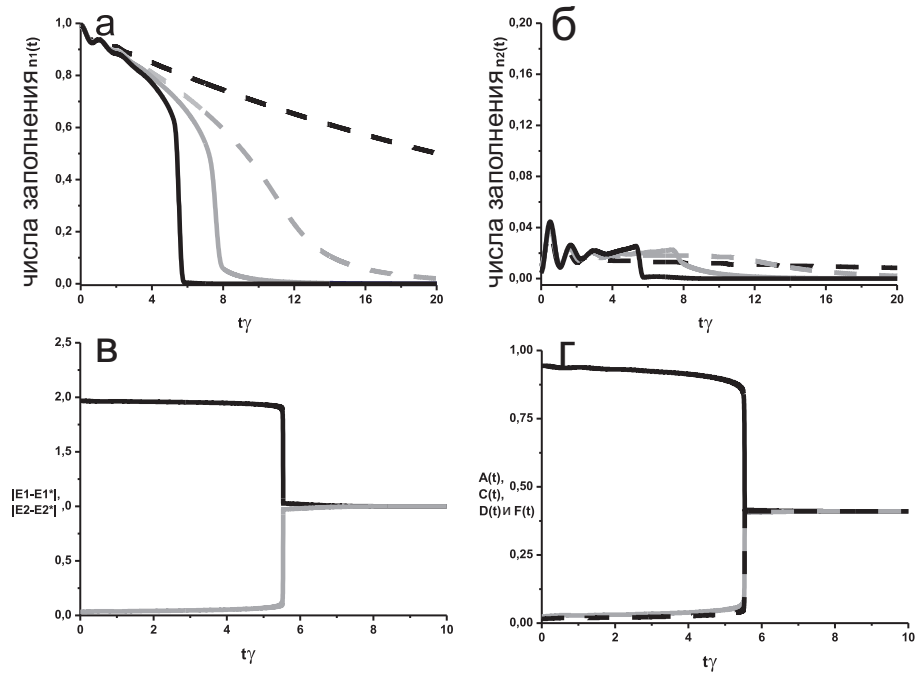 а
числа заполнения n₁(t)
1,0
0,8
0,6
0,4
0,2
0,0
0 4 8 12 16 20
tγ
б
числа заполнения n₂(t)
0,20
0,16
0,12
0,08
0,04
0,00
0 4 8 12 16 20
tγ
в
|E1-E1*|,
|E2-E2*|
2,5
2,0
1,5
,0
0,5
0,0
0 2 4 6 8 10
tγ
г
A(t),
C(t),
D(t) и F(t)
1,00
0,75
0,50
0,25
0,00
0 2 4 6 8 10
tγ